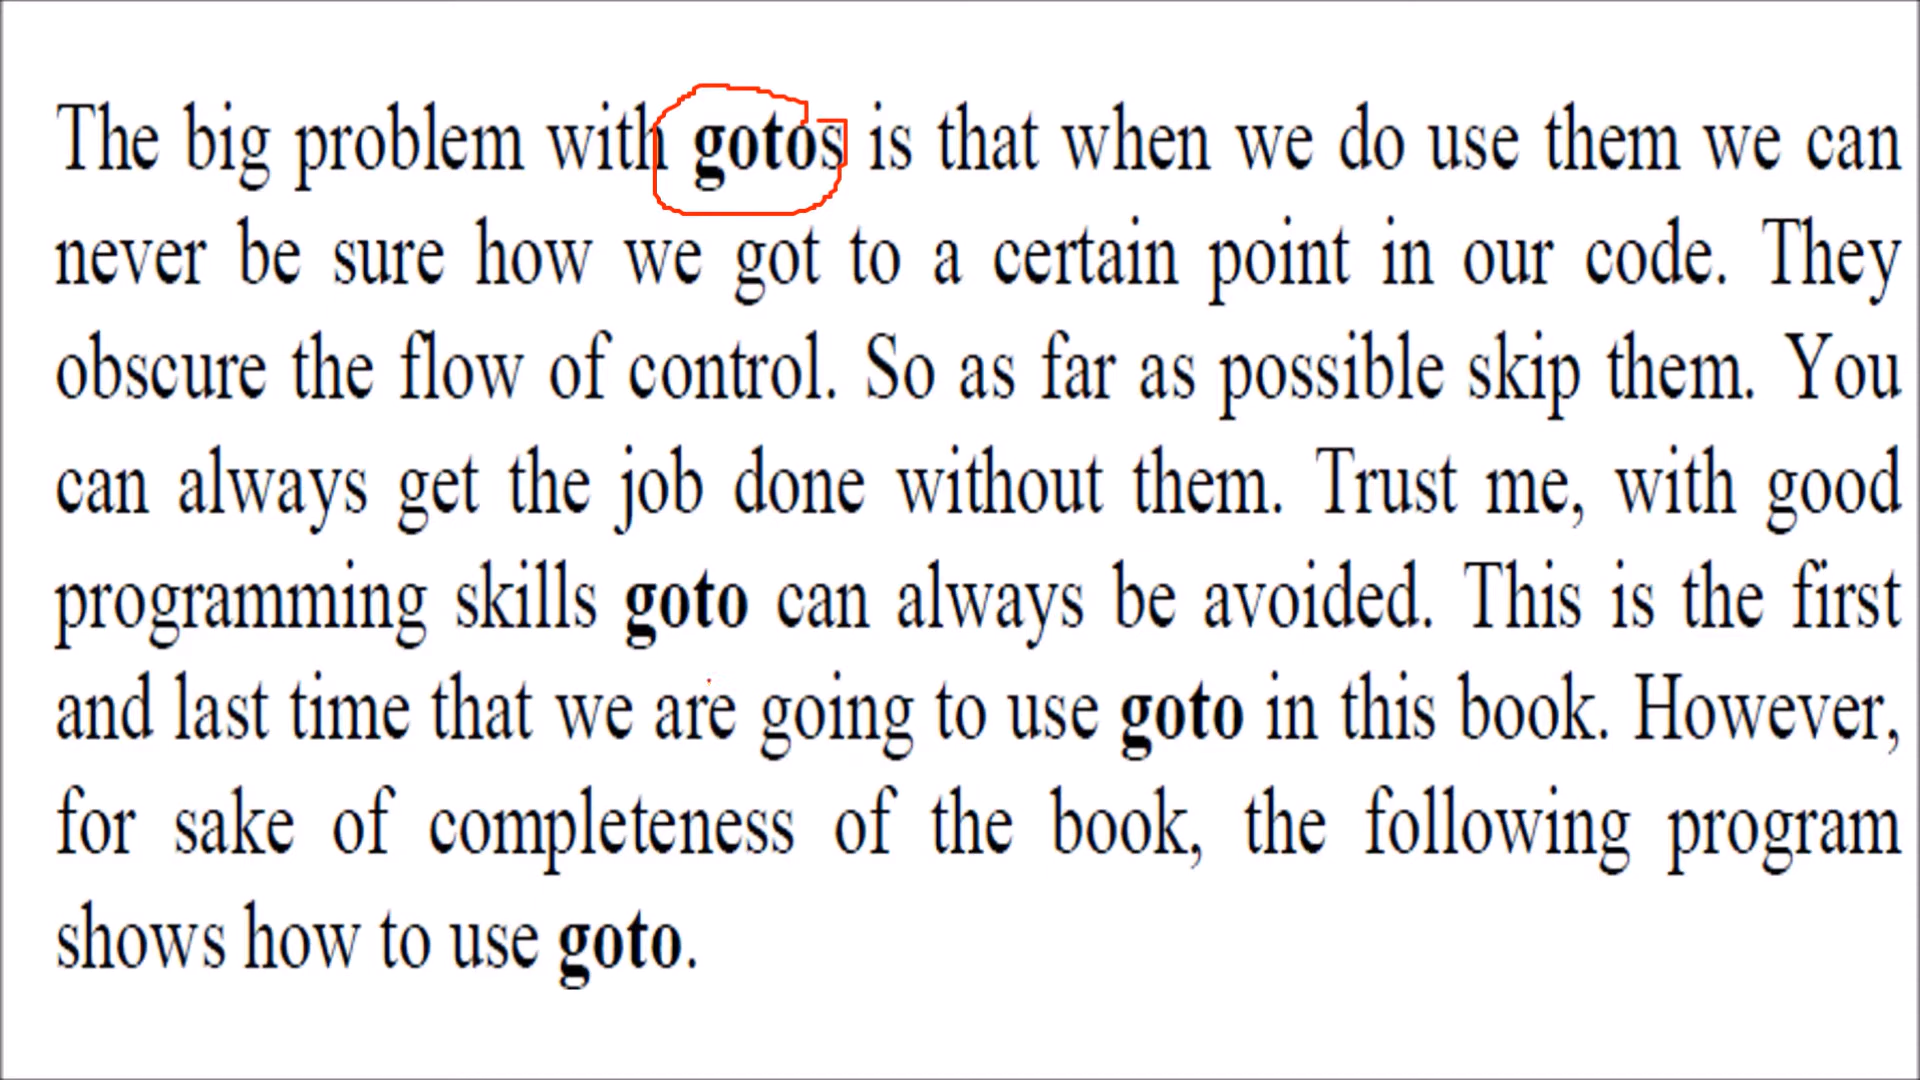 The big problem with gotos is that when we do use them we can
never be sure how we got to a certain point in our code. They
obscure the flow of control. So as far as possible skip them. You
can always get the job done without them. Trust me, with good
programming skills goto can always be avoided. This is the first
and last time that we are going to use goto in this book. However,
for sake of completeness of the book, the following program
shows how to use goto.